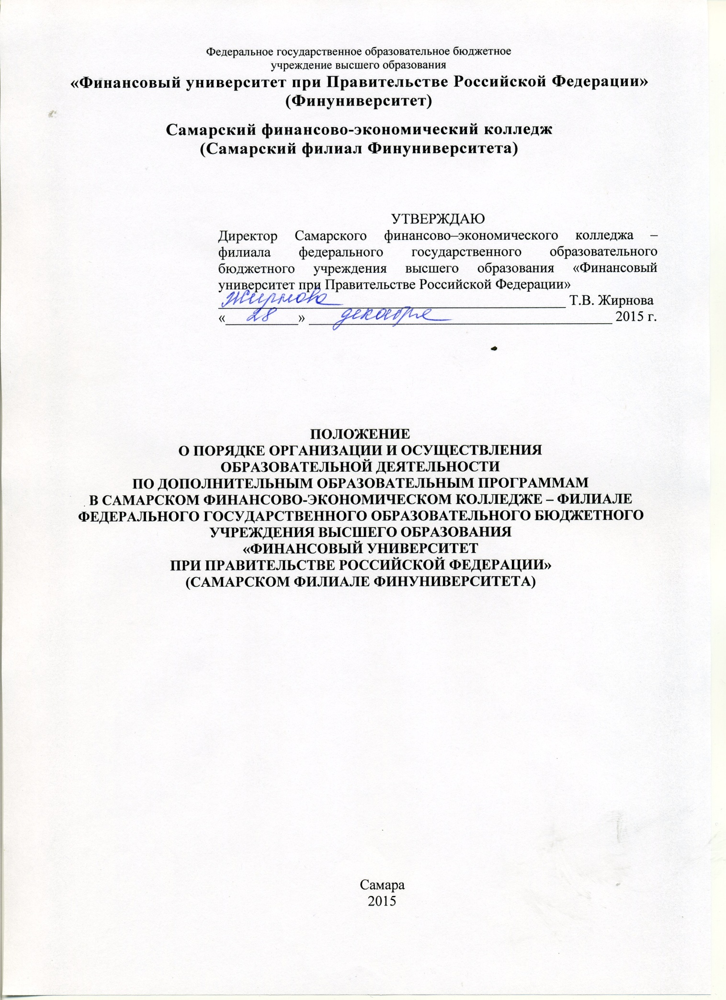 Федеральное государственное образовательное бюджетное
учреждение высшего образования
«Финансовый университет при Правительстве Российской Федерации»
(Финуниверситет)
Самарский финансово-экономический колледж
(Самарский филиал Финуниверситета)
УТВЕРЖДАЮ
Директор Самарского финансово–экономического колледжа –
филиала федерального государственного образовательного
бюджетного учреждения высшего образования «Финансовый
университет при Правительстве Российской Федерации»
Жирнова Т.В. Жирнова
«28» декабря 2015 г.
ПОЛОЖЕНИЕ
О ПОРЯДКЕ ОРГАНИЗАЦИИ И ОСУЩЕСТВЛЕНИЯ
ОБРАЗОВАТЕЛЬНОЙ ДЕЯТЕЛЬНОСТИ
ПО ДОПОЛНИТЕЛЬНЫМ ОБРАЗОВАТЕЛЬНЫМ ПРОГРАММАМ
В САМАРСКОМ ФИНАНСОВО-ЭКОНОМИЧЕСКОМ КОЛЛЕДЖЕ – ФИЛИАЛЕ
ФЕДЕРАЛЬНОГО ГОСУДАРСТВЕННОГО ОБРАЗОВАТЕЛЬНОГО БЮДЖЕТНОГО
УЧРЕЖДЕНИЯ ВЫСШЕГО ОБРАЗОВАНИЯ
«ФИНАНСОВЫЙ УНИВЕРСИТЕТ
ПРИ ПРАВИТЕЛЬСТВЕ РОССИЙСКОЙ ФЕДЕРАЦИИ»
(САМАРСКОМ ФИЛИАЛЕ ФИНУНИВЕРСИТЕТА)
Самара
2015